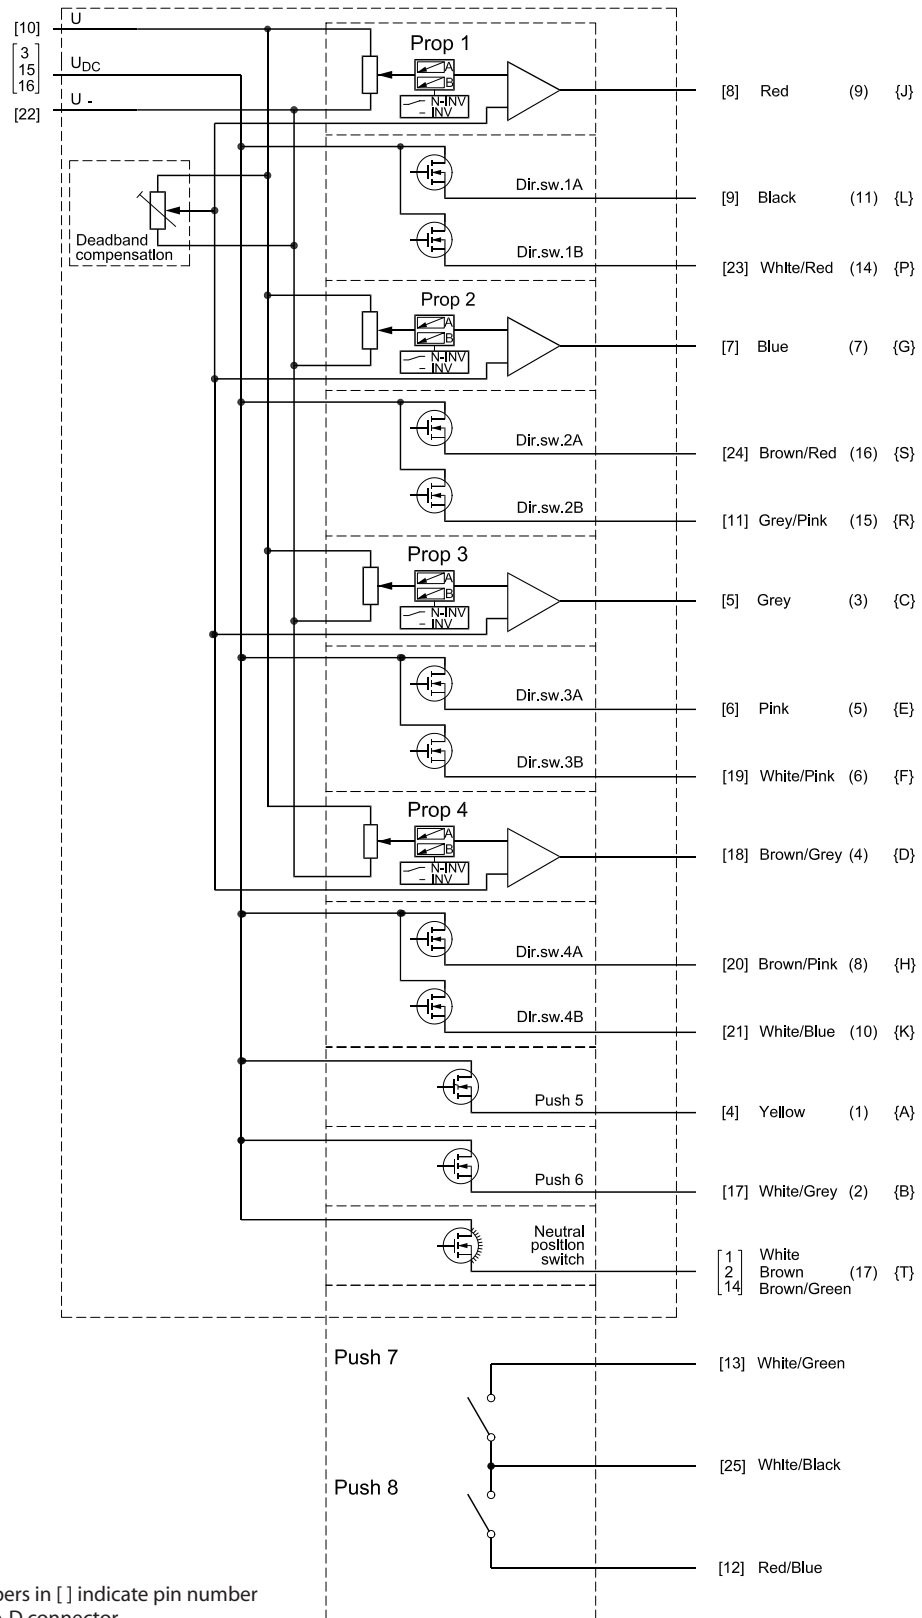 [10] U
[3 15 16] UDC
[22] U -
Deadband
compensation
Prop 1
A
B
N-INV
INV
[8] Red (9) {J}
Dir.sw.1A
[9] Black (11) {L}
Dir.sw.1B
[23] White/Red (14) {P}
Prop 2
A
B
N-INV
INV
[7] Blue (7) {G}
Dir.sw.2A
[24] Brown/Red (16) {S}
Dir.sw.2B
[11] Grey/Pink (15) {R}
Prop 3
A
B
N-INV
INV
[5] Grey (3) {C}
Dir.sw.3A
[6] Pink (5) {E}
Dir.sw.3B
[19] White/Pink (6) {F}
Prop 4
A
B
N-INV
INV
[18] Brown/Grey (4) {D}
Dir.sw.4A
[20] Brown/Pink (8) {H}
Dir.sw.4B
[21] White/Blue (10) {K}
Push 5
[4] Yellow (1) {A}
Push 6
[17] White/Grey (2) {B}
Neutral
position
switch
[1 White
2 Brown (17) {T}
14] Brown/Green
Push 7
[13] White/Green
[25] White/Black
Push 8
[12] Red/Blue
in [ ] indicate pin number
D connector